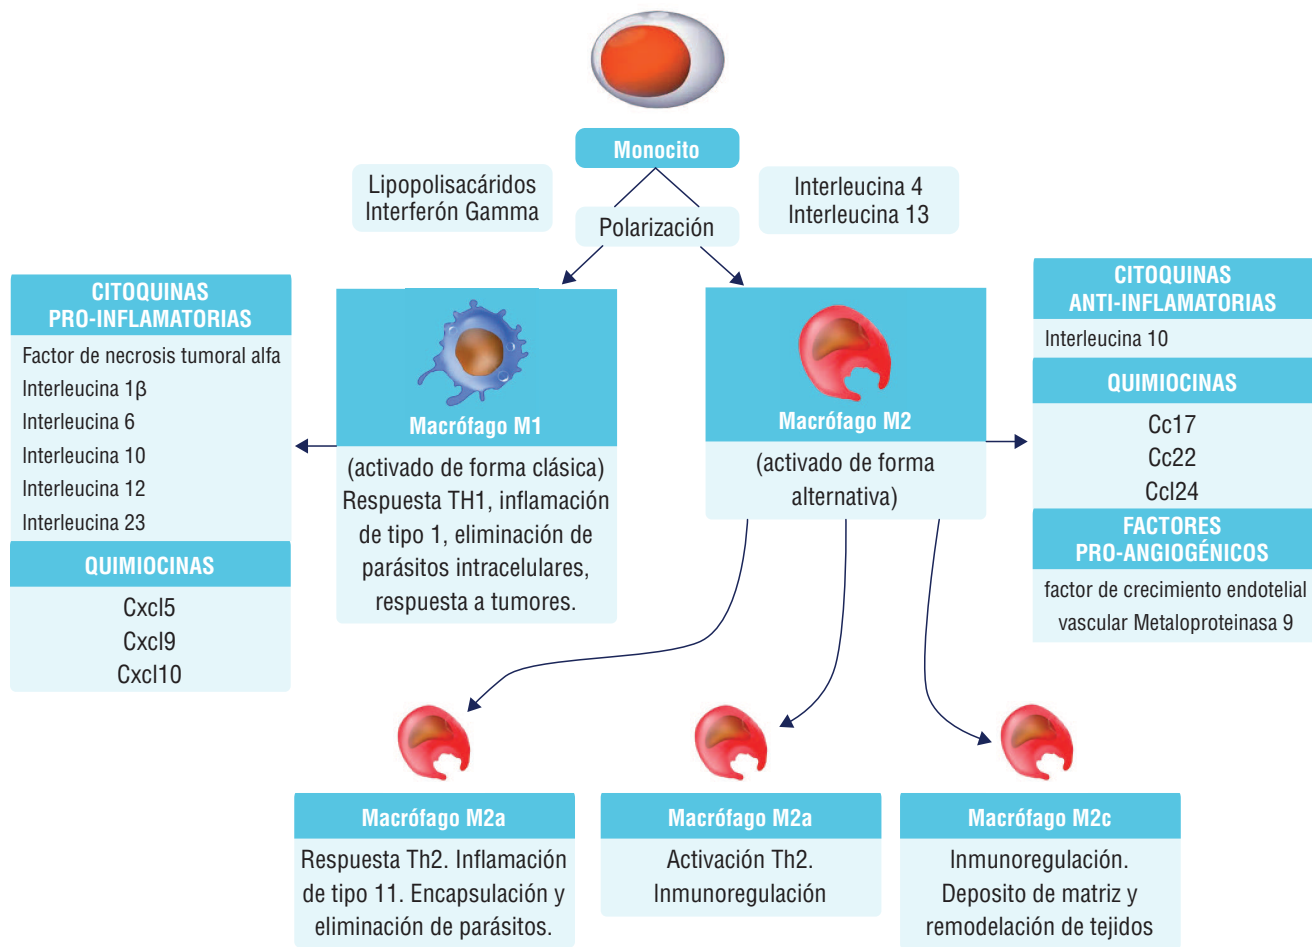 Monocito
Lipopolisacáridos
Interferón Gamma
Interleucina 4
Interleucina 13
Polarización
CITOQUINAS
PRO-INFLAMATORIAS
Factor de necrosis tumoral alfa
Interleucina 1β
Interleucina 6
Interleucina 10
Interleucina 12
Interleucina 23
QUIMIOCINAS
Cxcl5
Cxcl9
Cxcl10
Macrófago M1
(activado de forma clásica)
Respuesta TH1, inflamación
de tipo 1, eliminación de
parásitos intracelulares,
respuesta a tumores.
Macrófago M2
(activado de forma
alternativa)
CITOQUINAS
ANTI-INFLAMATORIAS
Interleucina 10
QUIMIOCINAS
Cc17
Cc22
Ccl24
FACTORES
PRO-ANGIOGÉNICOS
factor de crecimiento endotelial
vascular Metaloproteinasa 9
Macrófago M2a
Respuesta Th2. Inflamación
de tipo 11. Encapsulación y
eliminación de parásitos.
Macrófago M2a
Activación Th2.
Inmunoregulación
Macrófago M2c
Inmunoregulación.
Deposito de matriz y
remodelación de tejidos